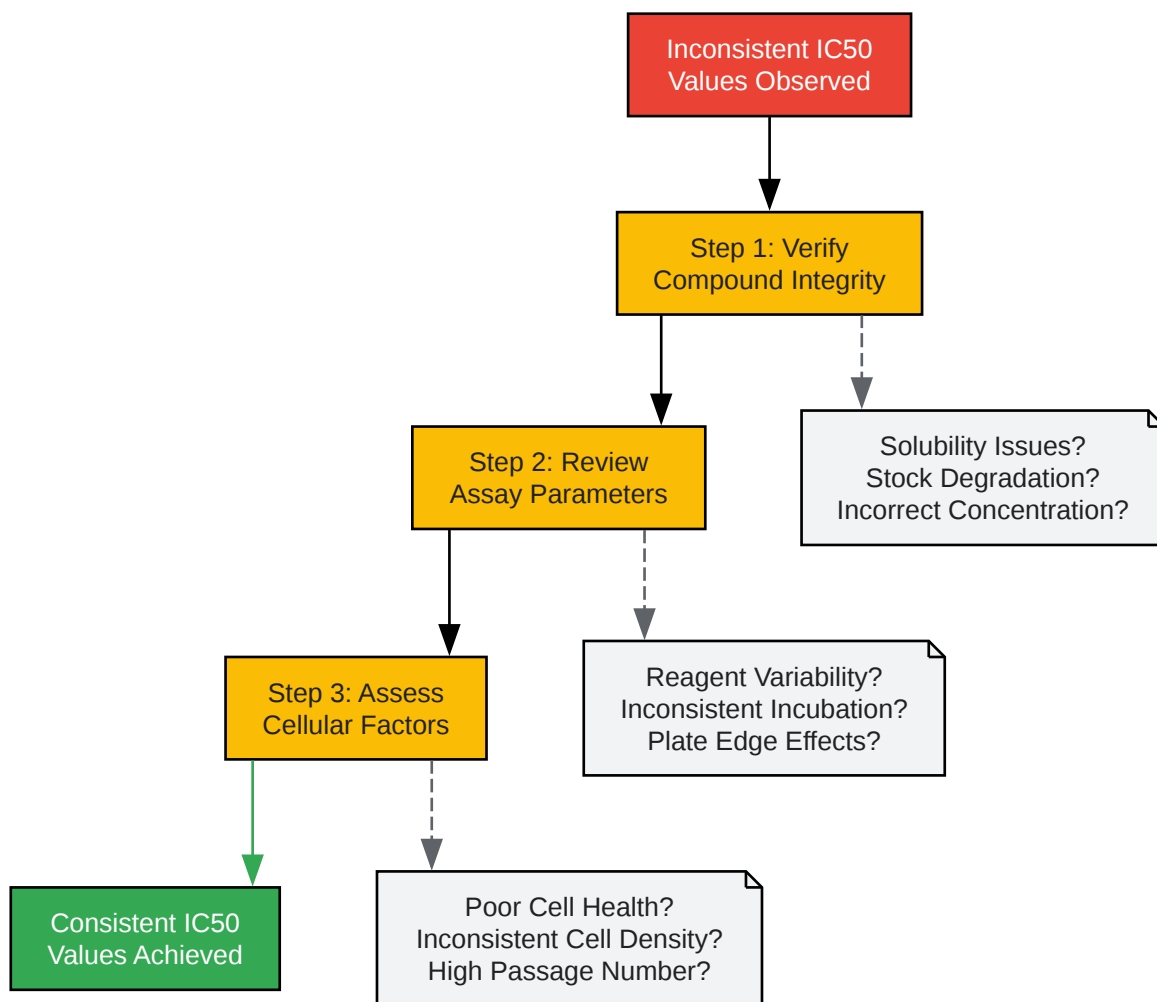 Inconsistent IC50
Values Observed
Step 1: Verify
Compound Integrity
Solubility Issues?
Stock Degradation?
Incorrect Concentration?
Step 2: Review
Assay Parameters
Reagent Variability?
Inconsistent Incubation?
Plate Edge Effects?
Step 3: Assess
Cellular Factors
Poor Cell Health?
Inconsistent Cell Density?
High Passage Number?
Consistent IC50
Values Achieved